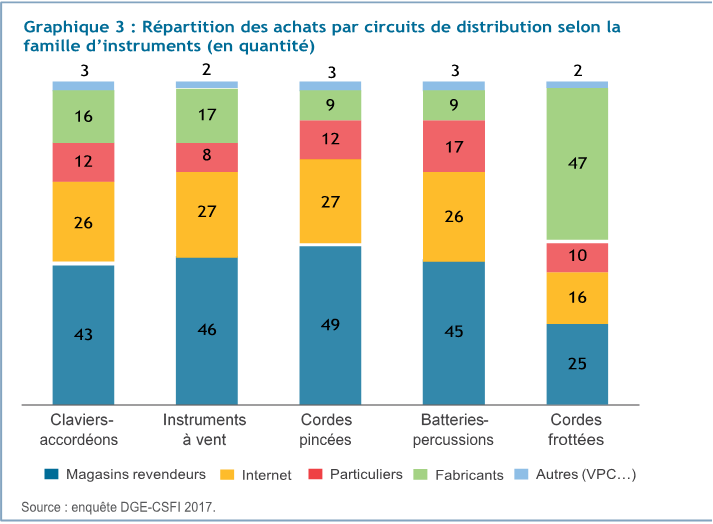 Graphique 3 : Répartition des achats par circuits de distribution selon la
famille d'instruments (en quantité)
3 2 3 3 2
16 17 9 9 47
12 8 12 17 10
26 27 27 26 16
43 46 49 45 25
Claviers- Instruments Cordes Batteries- Cordes
accordéons à vent pincées percussions frottées
Magasins revendeurs Internet Particuliers Fabricants Autres (VPC...)
Source : enquête DGE-CSFI 2017.